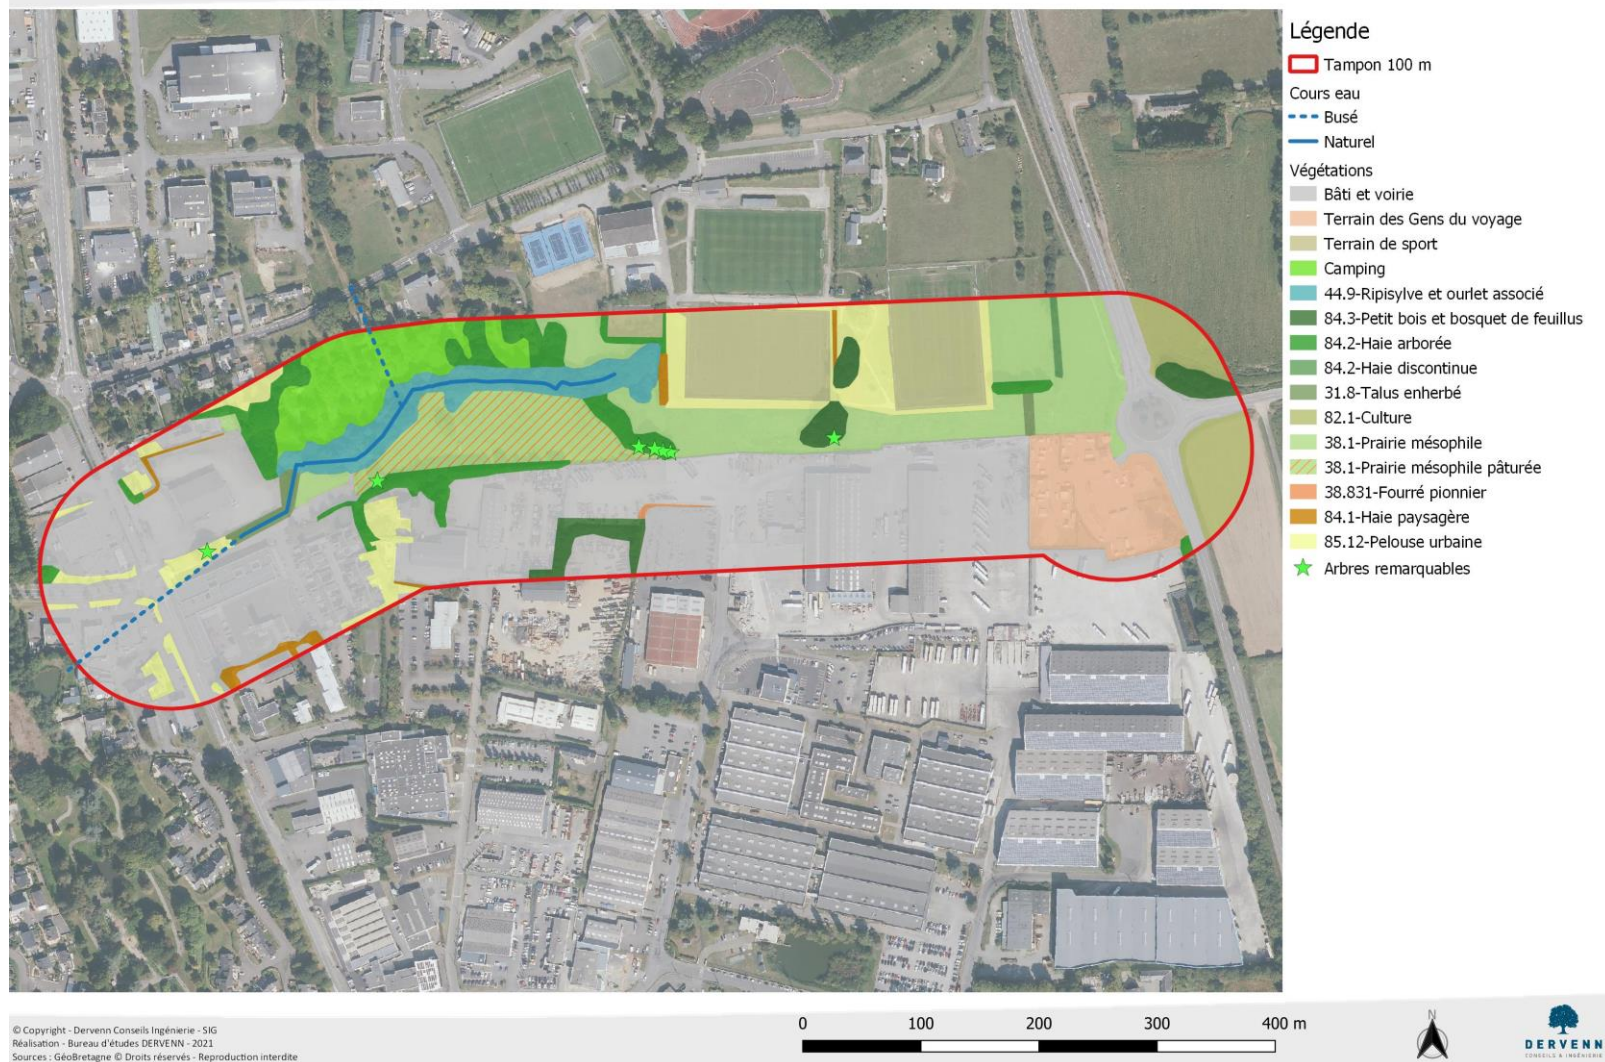 Légende
Tampon 100 m
Cours eau
Busé
Naturel
Végétations
Bâti et voirie
Terrain des Gens du voyage
Terrain de sport
Camping
44.9-Ripisylve et ourlet associé
84.3-Petit bois et bosquet de feuillus
84.2-Haie arborée
84.2-Haie discontinue
31.8-Talus enherbé
82.1-Culture
38.1-Prairie mésophile
38.1-Prairie mésophile pâturée
38.831-Fourré pionnier
84.1-Haie paysagère
85.12-Pelouse urbaine
Arbres remarquables
© Copyright - Dervenn Conseils Ingénierie - SIG
Réalisation - Bureau d'études DERVENN - 2021
Sources : GéoBretagne © Droits réservés - Reproduction interdite
0 100 200 300 400 m
N
DERVENN
CONSEILS & INGÉNIERIE